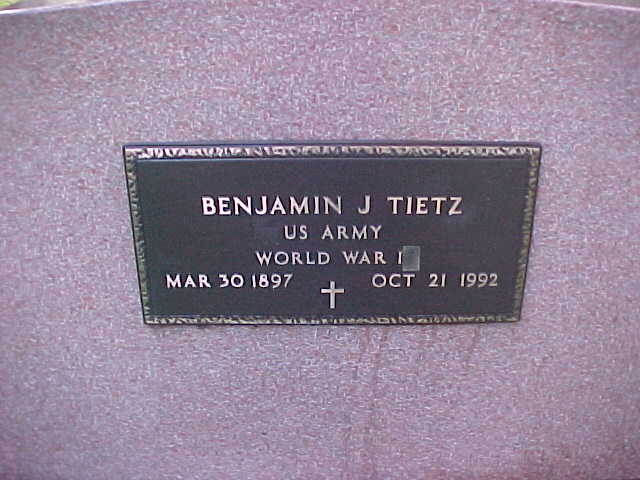 BENJAMIN J TIETZ
US ARMY
WORLD WAR I
MAR 30 1897 OCT 21 1992